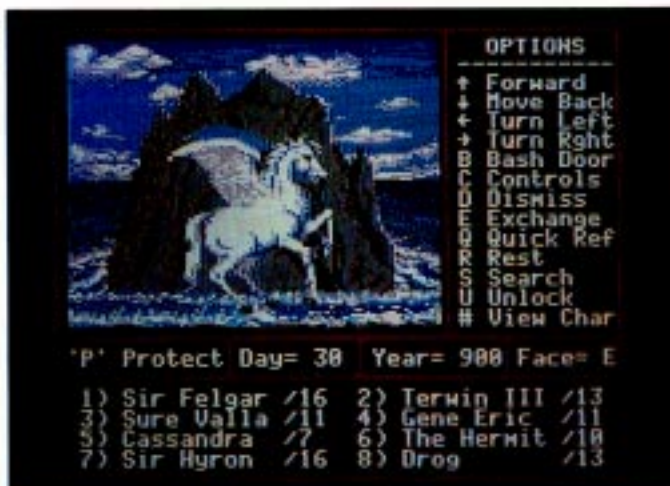 OPTIONS
↑ Forward
↓ Move Back
← Turn Left
→ Turn Rght
B Bash Door
C Controls
D Dismiss
E Exchange
Q Quick Ref
R Rest
S Search
U Unlock
# View Char
'P' Protect Day= 30 Year= 900 Face= E
1) Sir Felgar /16 2) Terwin III /13
3) Sure Valla /11 4) Gene Eric /11
5) Cassandra /7 6) The Hermit /10
7) Sir Hyron /16 8) Drog /13